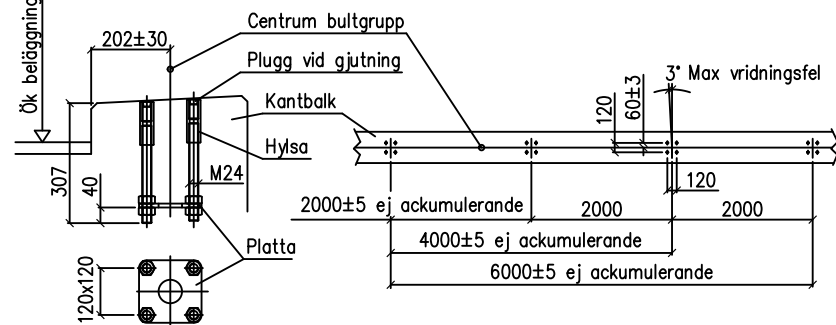 Ök beläggning
202±30
Centrum bultgrupp
Plugg vid gjutning
Kantbalk
Hylsa
M24
307
40
Platta
120x120
3° Max vridningsfel
120
60±3
120
2000±5 ej ackumulerande
2000
2000
4000±5 ej ackumulerande
6000±5 ej ackumulerande